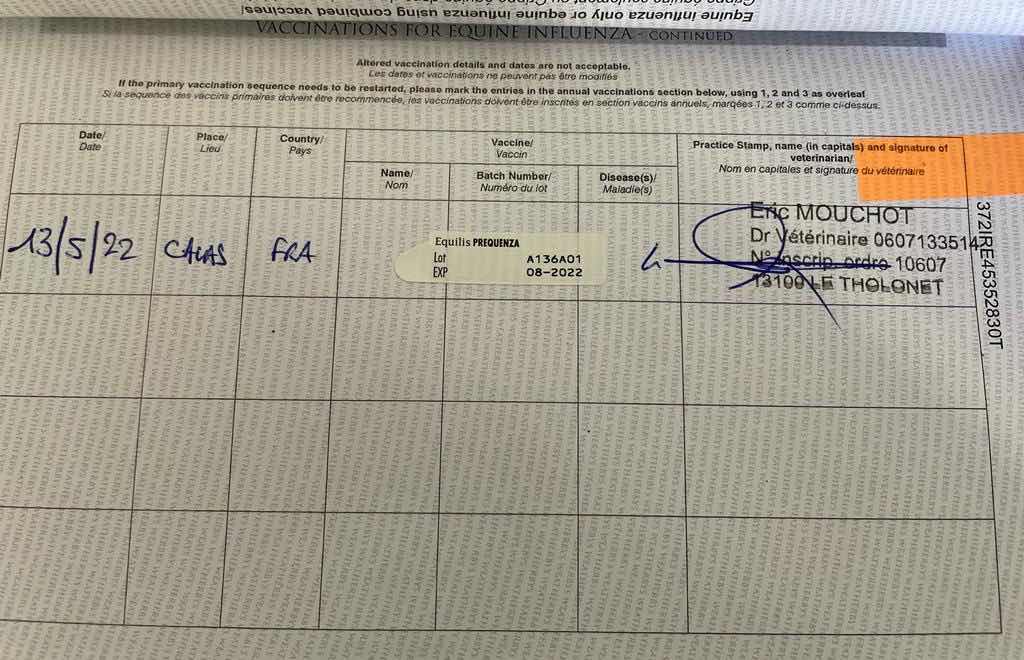 Equine influenza only or equine influenza using combined vaccines/
VACCINATIONS FOR EQUINE INFLUENZA - CONTINUED
Altered vaccination details and dates are not acceptable.
Les dates et vaccinations ne peuvent pas être modifiés
If the primary vaccination sequence needs to be restarted, please mark the entries in the annual vaccinations section below, using 1, 2 and 3 as overleaf
Si la séquence des vaccins primaires doivent être recommencée, les vaccinations doivent être inscrités en section vaccins annuels, marqées 1, 2 et 3 comme ci-dessus.
Date/
Date
Place/
Lieu
Country/
Pays
Vaccine/
Vaccin
Name/
Nom
Batch Number/
Numéro du lot
Disease(s)/
Maladie(s)
Practice Stamp, name (in capitals) and signature of
veterinarian/
Nom en capitales et signature du vétérinaire
13/5/22 CALAS FRA
Equilis PREQUENZA
Lot A136A01
EXP 08-2022
Eric MOUCHOT
Dr Vétérinaire 0607133514
N° inscrip. ordre 10607
13100 LE THOLONET
372IRE45352830T